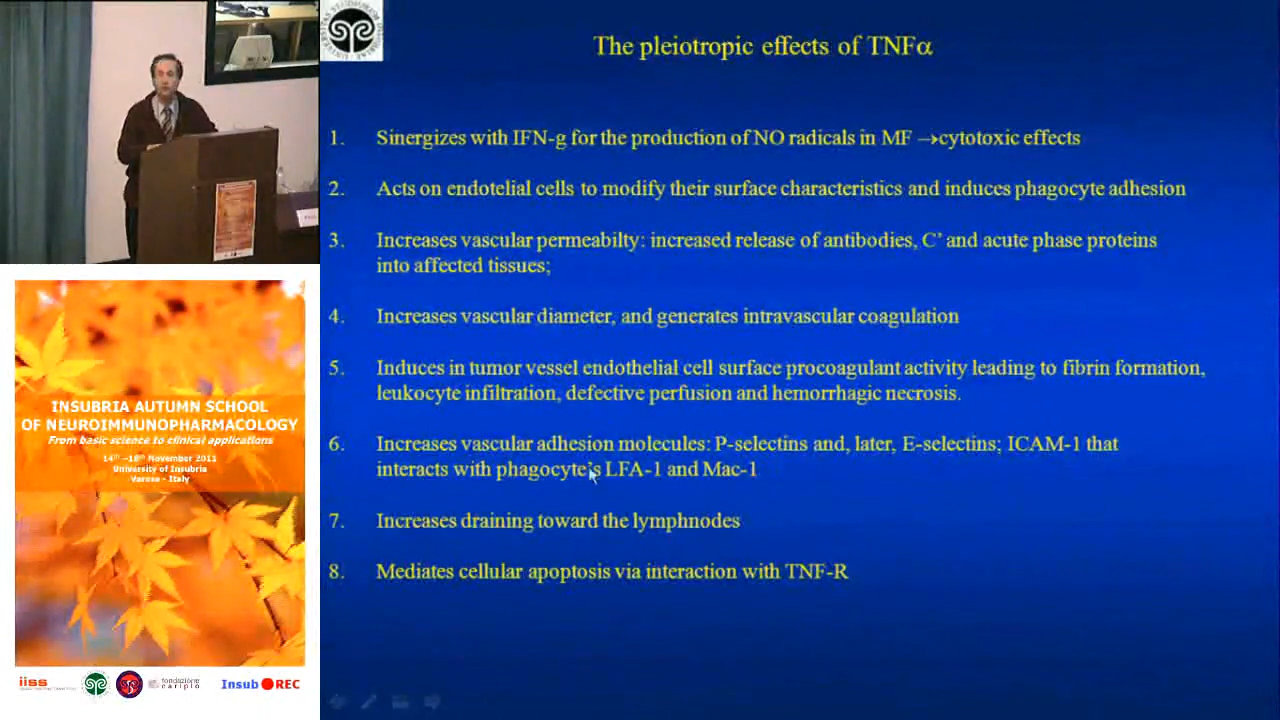 The pleiotropic effects of TNFα
1. Sinergizes with IFN-g for the production of NO radicals in MF →cytotoxic effects
2. Acts on endotelial cells to modify their surface characteristics and induces phagocyte adhesion
3. Increases vascular permeabilty: increased release of antibodies, C’ and acute phase proteins
into affected tissues;
4. Increases vascular diameter, and generates intravascular coagulation
5. Induces in tumor vessel endothelial cell surface procoagulant activity leading to fibrin formation,
leukocyte infiltration, defective perfusion and hemorrhagic necrosis.
6. Increases vascular adhesion molecules: P-selectins and, later, E-selectins; ICAM-1 that
interacts with phagocyte's LFA-1 and Mac-1
7. Increases draining toward the lymphnodes
8. Mediates cellular apoptosis via interaction with TNF-R
INSUBRIA AUTUMN SCHOOL
OF NEUROIMMUNOPHARMACOLOGY
From basic science to clinical applications
14th – 18th November 2011
University of Insubria
Varese - Italy
iiss
fondazione
cariplo
Insub REC